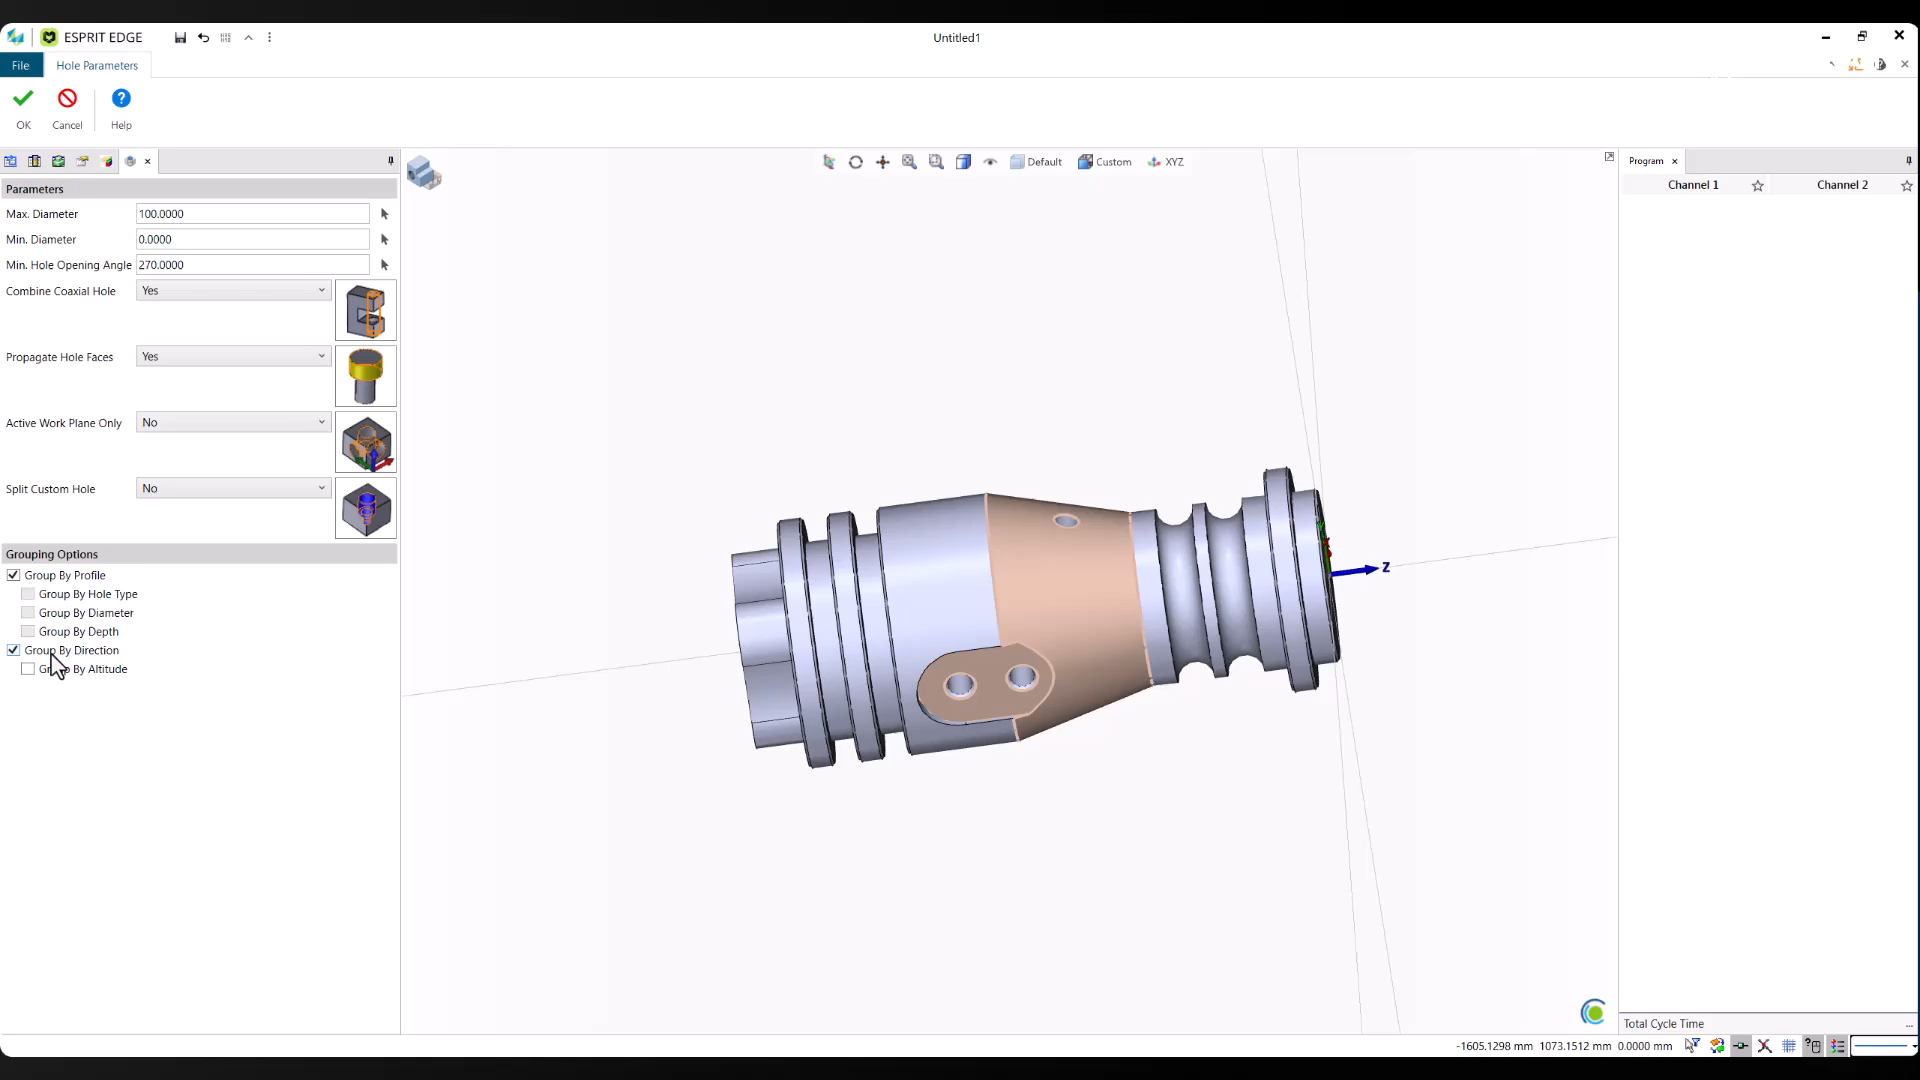 ESPRIT EDGE
Untitled1
File
Hole Parameters
OK
Cancel
Help
Default
Custom
XYZ
Program
Parameters
Channel 1
Channel 2
Max. Diameter
100.0000
Min. Diameter
0.0000
Min. Hole Opening Angle
270.0000
Combine Coaxial Hole
Yes
Propagate Hole Faces
Yes
Active Work Plane Only
No
Split Custom Hole
No
Grouping Options
Group By Profile
Group By Hole Type
Group By Diameter
Group By Depth
Group By Direction
By Altitude
Z
Total Cycle Time
...
-1605.1298 mm 1073.1512 mm 0.0000 mm